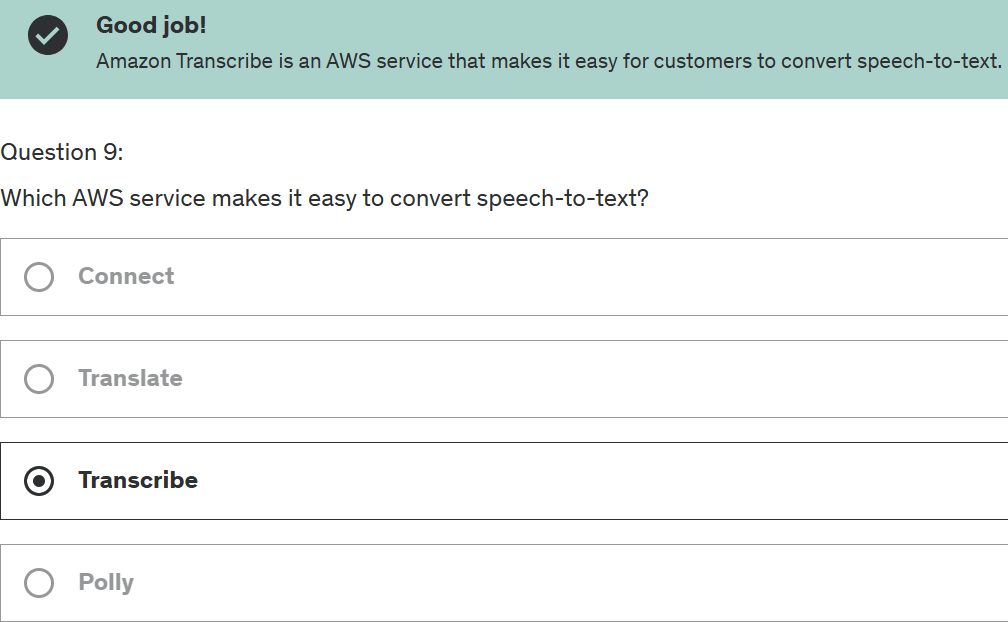 Good job!
Amazon Transcribe is an AWS service that makes it easy for customers to convert speech-to-text.
Question 9:
Which AWS service makes it easy to convert speech-to-text?
Connect
Translate
Transcribe
Polly